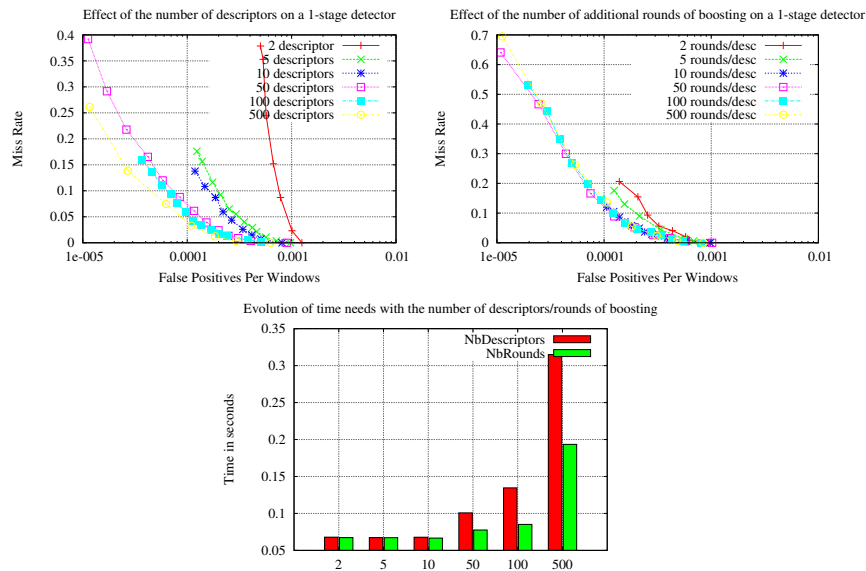 Effect of the number of descriptors on a 1-stage detector
Miss Rate
0.4
0.35
0.3
0.25
0.2
0.15
0.1
0.05
0
2 descriptor
5 descriptors
10 descriptors
50 descriptors
100 descriptors
500 descriptors
1e-005
0.0001
0.001
0.01
False Positives Per Windows
Effect of the number of additional rounds of boosting on a 1-stage detector
Miss Rate
0.7
0.6
0.5
0.4
0.3
0.2
0.1
0
2 rounds/desc
5 rounds/desc
10 rounds/desc
50 rounds/desc
100 rounds/desc
500 rounds/desc
1e-005
0.0001
0.001
0.01
False Positives Per Windows
Evolution of time needs with the number of descriptors/rounds of boosting
Time in seconds
0.35
0.3
0.25
0.2
0.15
0.1
0.05
NbDescriptors
NbRounds
2
5
10
50
100
500